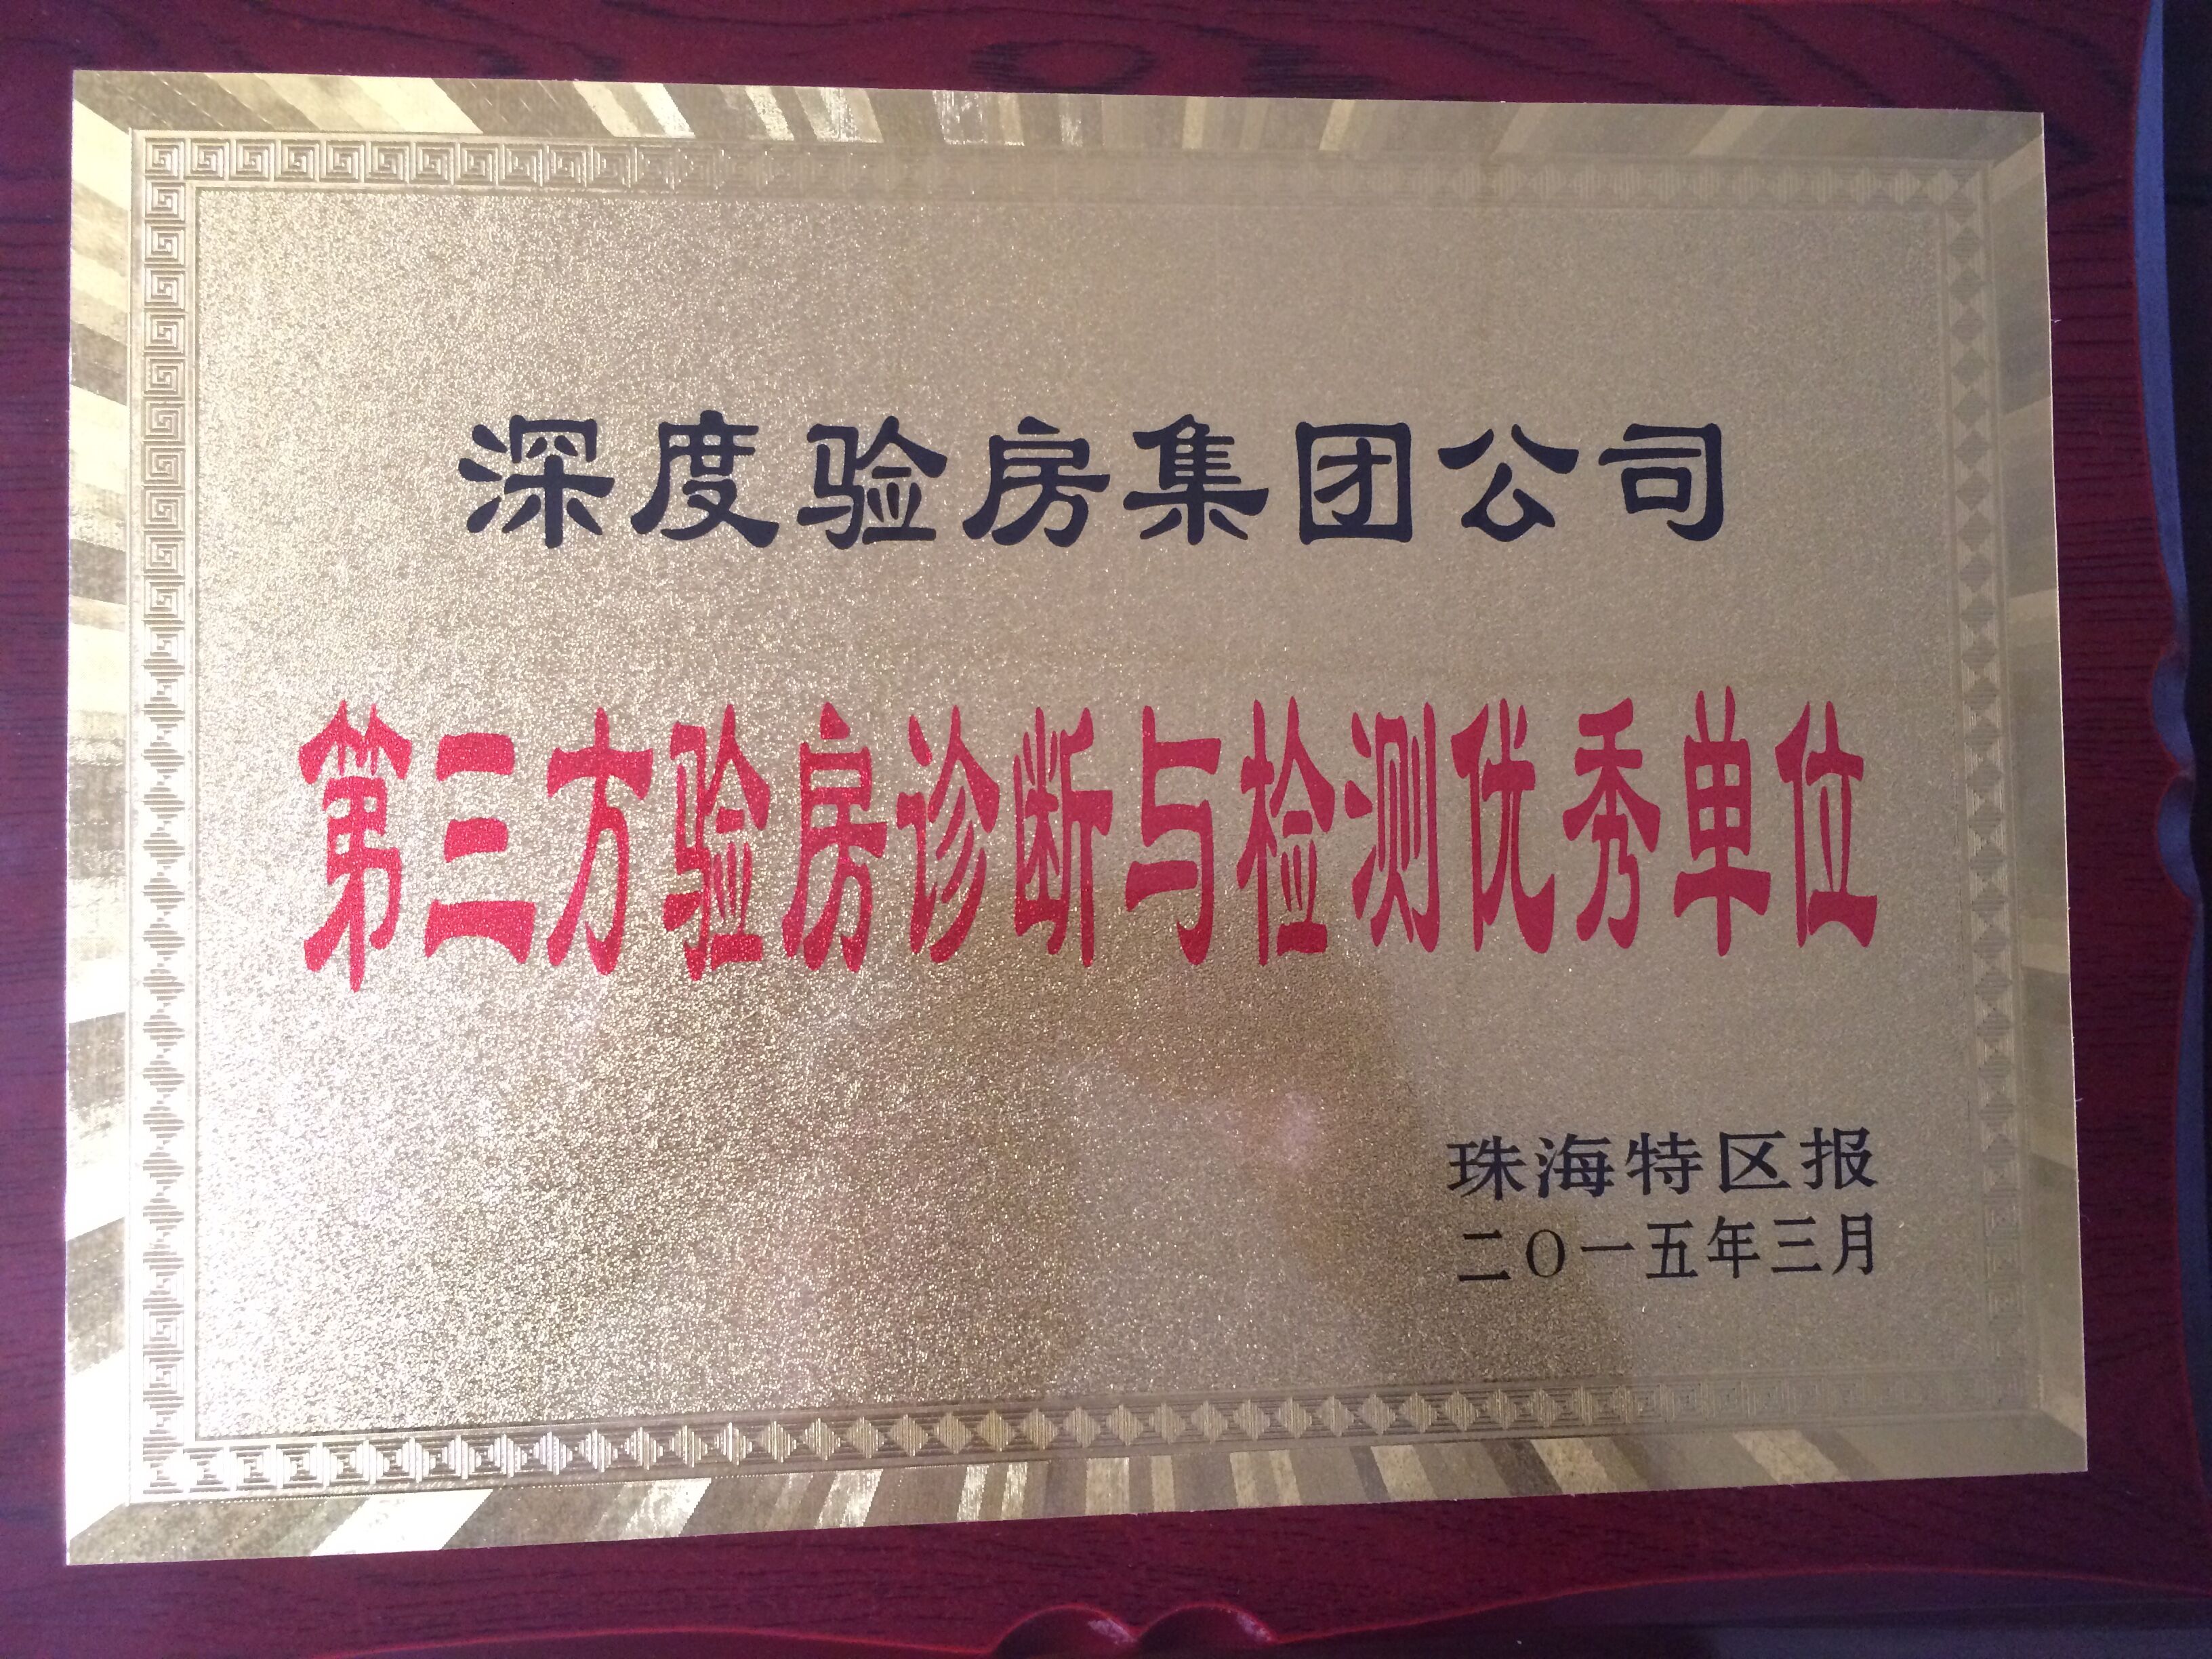 深度验房集团公司
第三方验房诊断与检测优秀单位
珠海特区报
二〇一五年三月